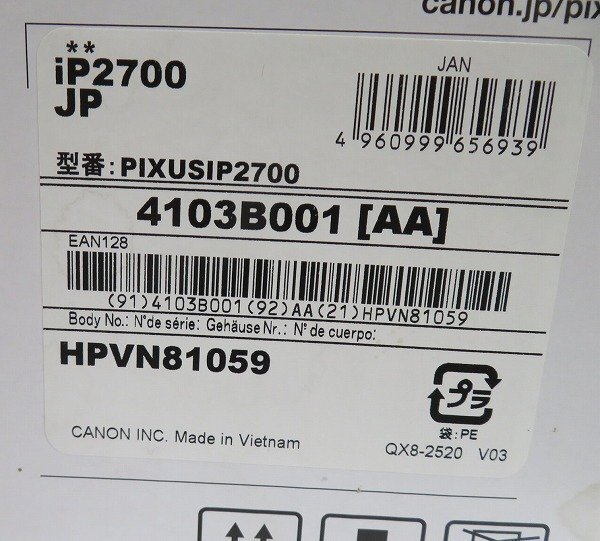 canon.jp/pix
**
iP2700
JP
JAN
4 960999 656939
型番:PIXUSIP2700
4103B001 [AA]
EAN128
(91)4103B001(92)AA(21)HPVN81059
Body No.: N°de série: Gehäuse Nr.: N° de cuerpo:
HPVN81059
プラ
袋:PE
CANON INC. Made in Vietnam
QX8-2520 V03